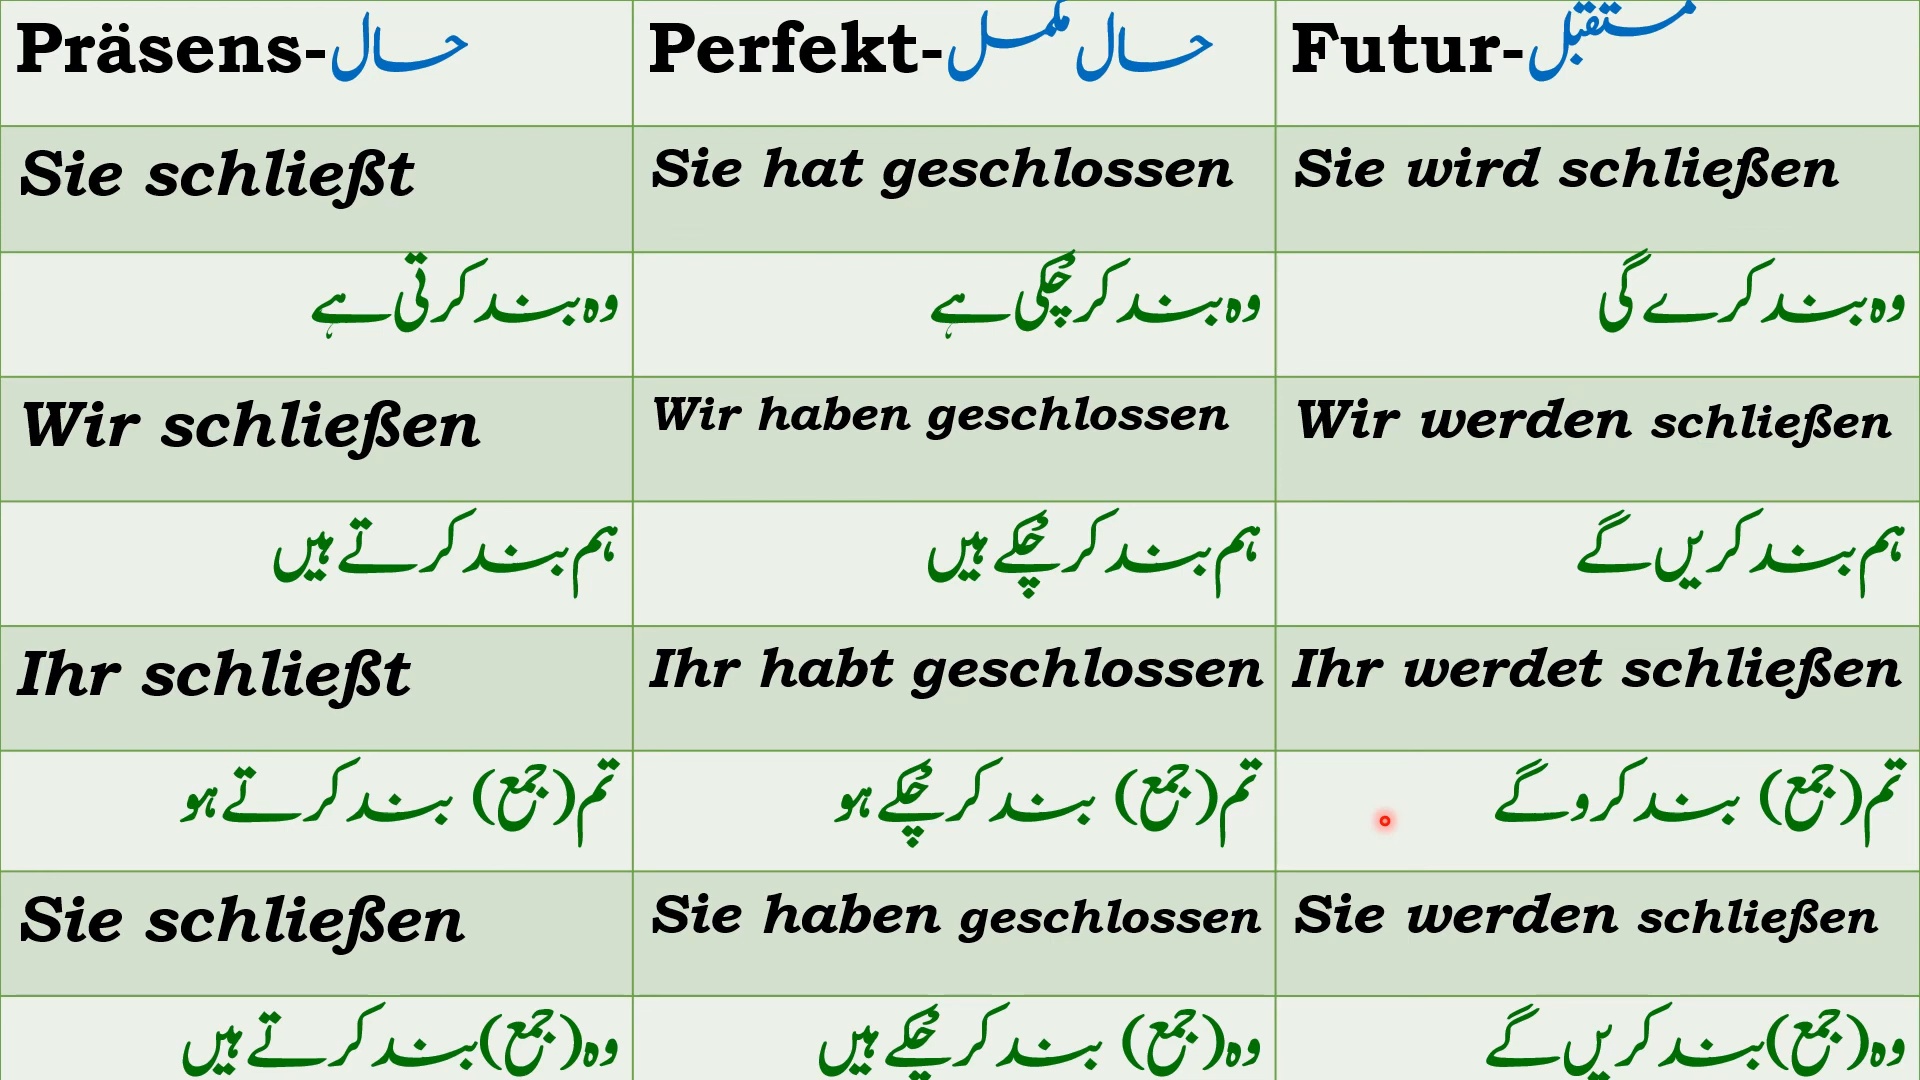 Präsens-حال
Perfekt-حال مکمل
Futur-مستقبل
Sie schließt
Sie hat geschlossen
Sie wird schließen
وہ بند کرتی ہے
وہ بند کر چُکی ہے
وہ بند کرے گی
Wir schließen
Wir haben geschlossen
Wir werden schließen
ہم بند کرتے ہیں
ہم بند کر چُکے ہیں
ہم بند کریں گے
Ihr schließt
Ihr habt geschlossen
Ihr werdet schließen
تم(جمع) بند کرتے ہو
تم(جمع) بند کر چُکے ہو
تم(جمع) بند کرو گے
Sie schließen
Sie haben geschlossen
Sie werden schließen
وہ(جمع)بند کرتے ہیں
وہ(جمع) بند کر چُکے ہیں
وہ(جمع)بند کریں گے